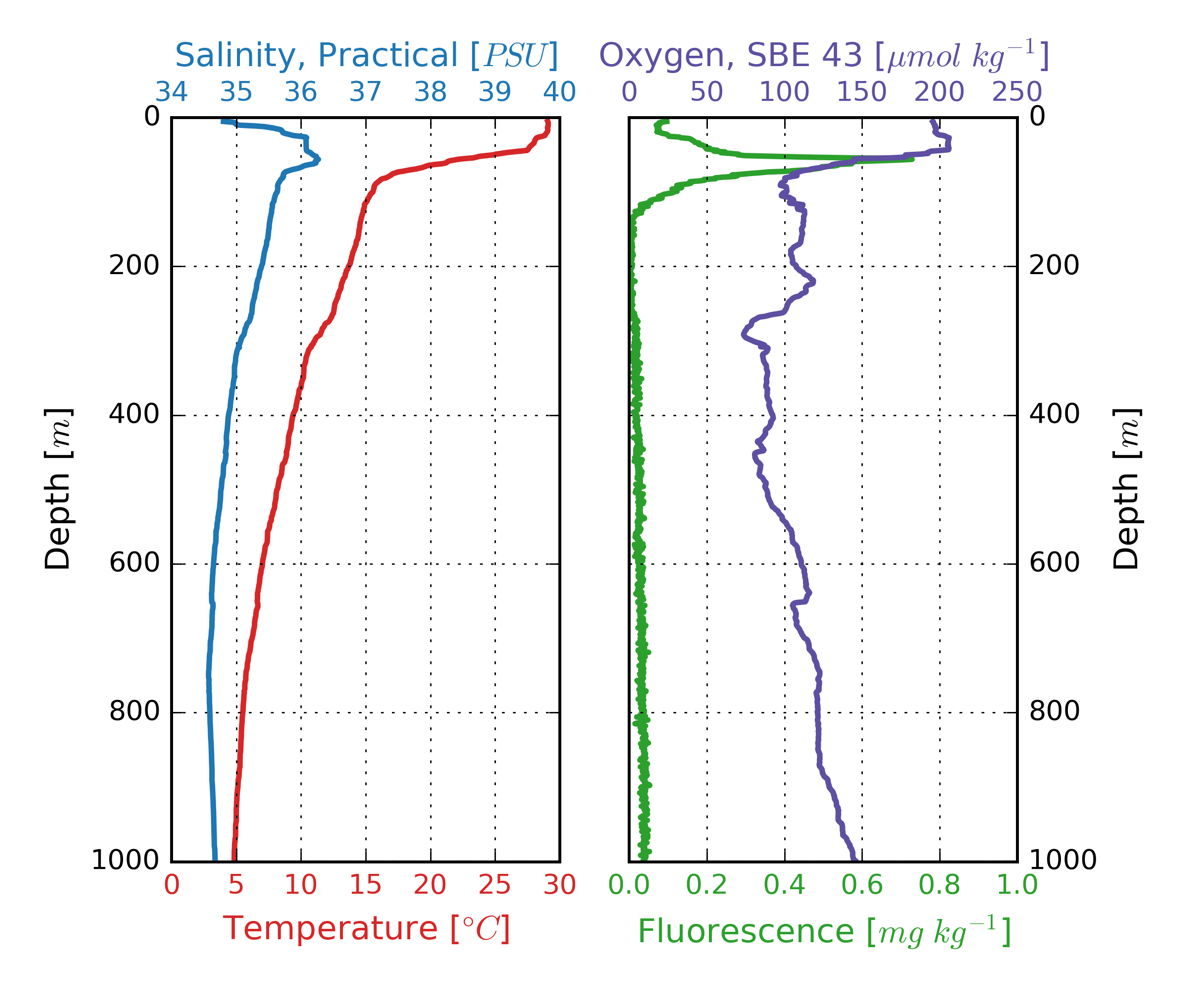 Salinity, Practical [PSU]
34 35 36 37 38 39 40
Oxygen, SBE 43 [μmol kg⁻¹]
0 50 100 150 200 250
0
200
400
600
800
1000
Depth [m]
0 5 10 15 20 25 30
Temperature [°C]
0
200
400
600
800
1000
Depth [m]
0.0 0.2 0.4 0.6 0.8 1.0
Fluorescence [mg kg⁻¹]